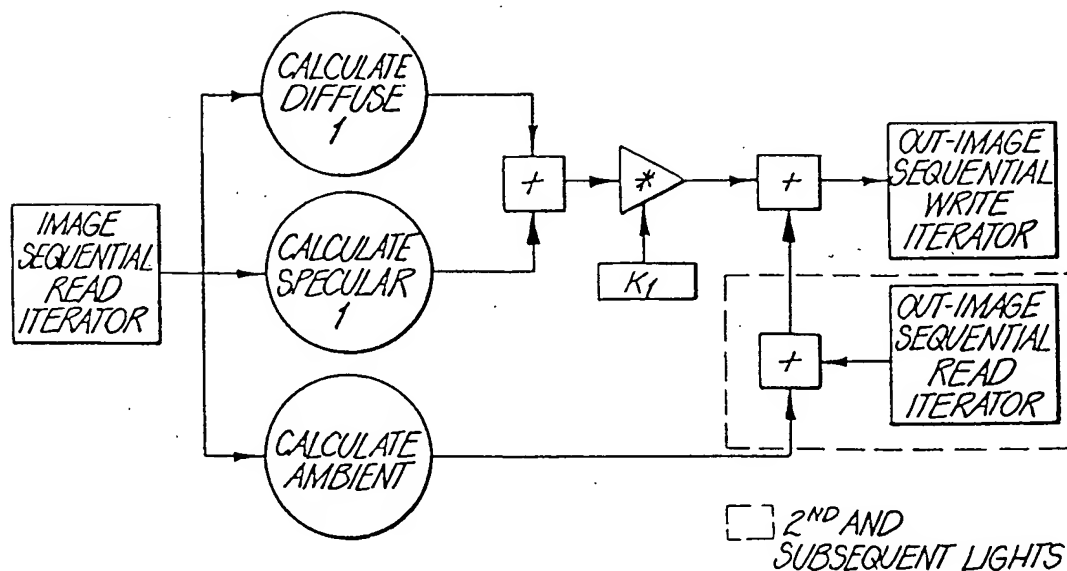 CALCULATE
DIFFUSE
1
IMAGE
SEQUENTIAL
READ
ITERATOR
CALCULATE
SPECULAR
1
CALCULATE
AMBIENT
+
*
K1
+
OUT-IMAGE
SEQUENTIAL
WRITE
ITERATOR
+
OUT-IMAGE
SEQUENTIAL
READ
ITERATOR
2ND AND
SUBSEQUENT LIGHTS